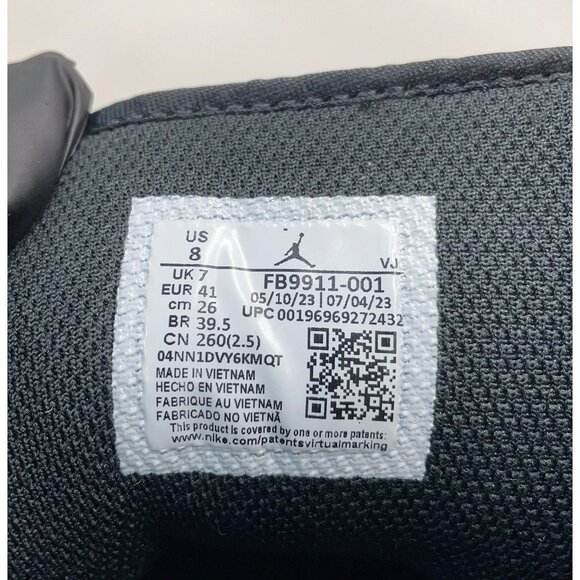 US
8
VJ
UK 7
EUR 41
cm 26
BR 39.5
CN 260(2.5)
04NN1DVY6KMQT
FB9911-001
05/10/23 | 07/04/23
UPC 00196969272432
MADE IN VIETNAM
HECHO EN VIETNAM
FABRIQUE AU VIETNAM
FABRICADO NO VIETNÃ
This product is covered by one or more patents:
www.nike.com/patentsvirtualmarking